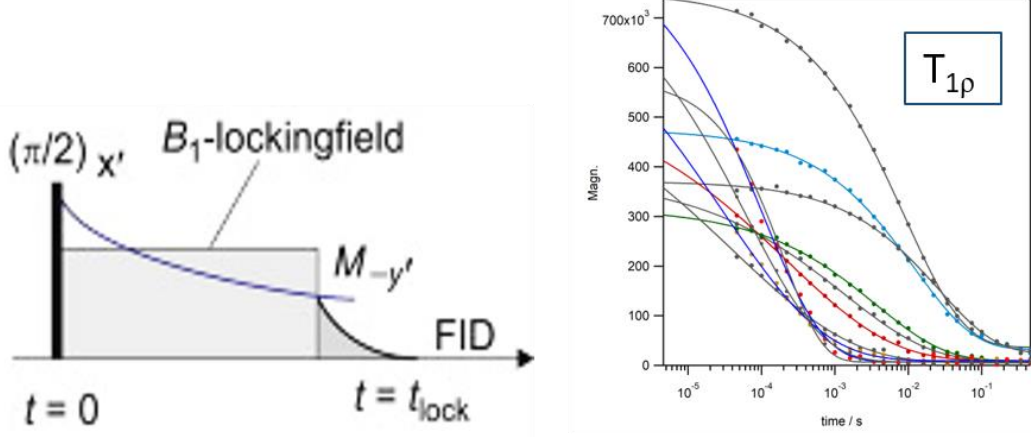 (π/2) x'
B₁-lockingfield
M₋y'
FID
t = 0
t = tlock
700x10³
600
500
400
300
200
100
0
Magn.
T1ρ
10⁻⁵
10⁻⁴
10⁻³
10⁻²
10⁻¹
time / s